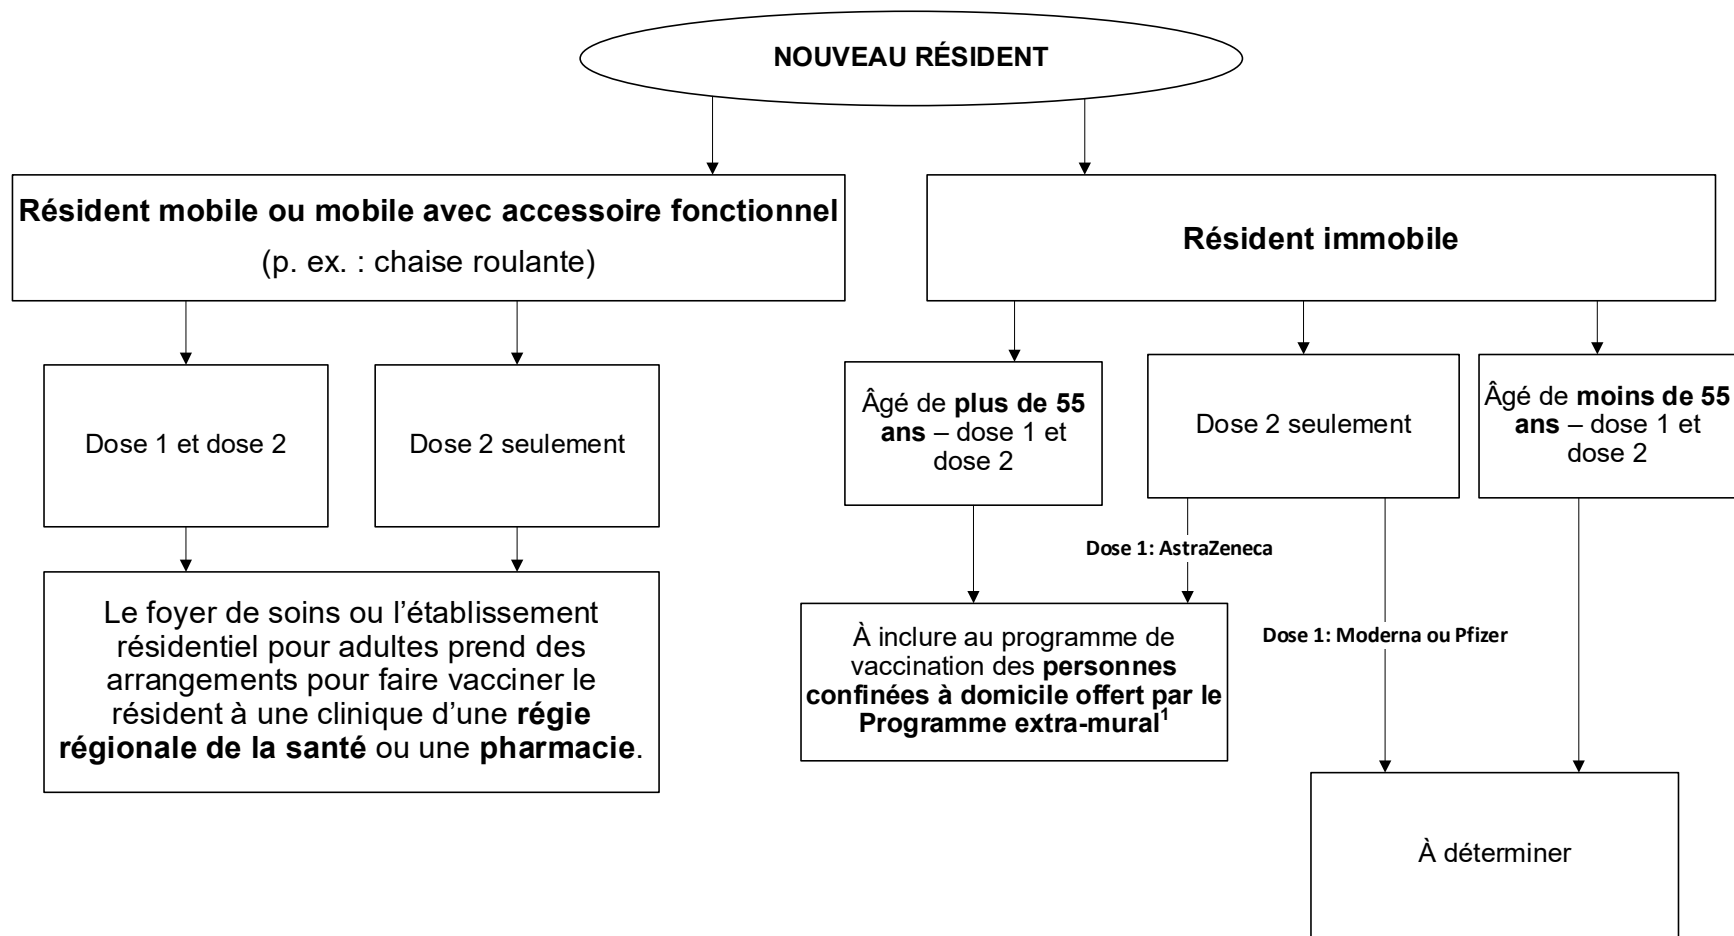 NOUVEAU RÉSIDENT
Résident mobile ou mobile avec accessoire fonctionnel
(p. ex. : chaise roulante)
Résident immobile
Dose 1 et dose 2
Dose 2 seulement
Âgé de plus de 55
ans – dose 1 et
dose 2
Dose 2 seulement
Âgé de moins de 55
ans – dose 1 et
dose 2
Dose 1: AstraZeneca
Dose 1: Moderna ou Pfizer
Le foyer de soins ou l’établissement
résidentiel pour adultes prend des
arrangements pour faire vacciner le
résident à une clinique d’une régie
régionale de la santé ou une pharmacie.
À inclure au programme de
vaccination des personnes
confinées à domicile offert par le
Programme extra-mural¹
À déterminer